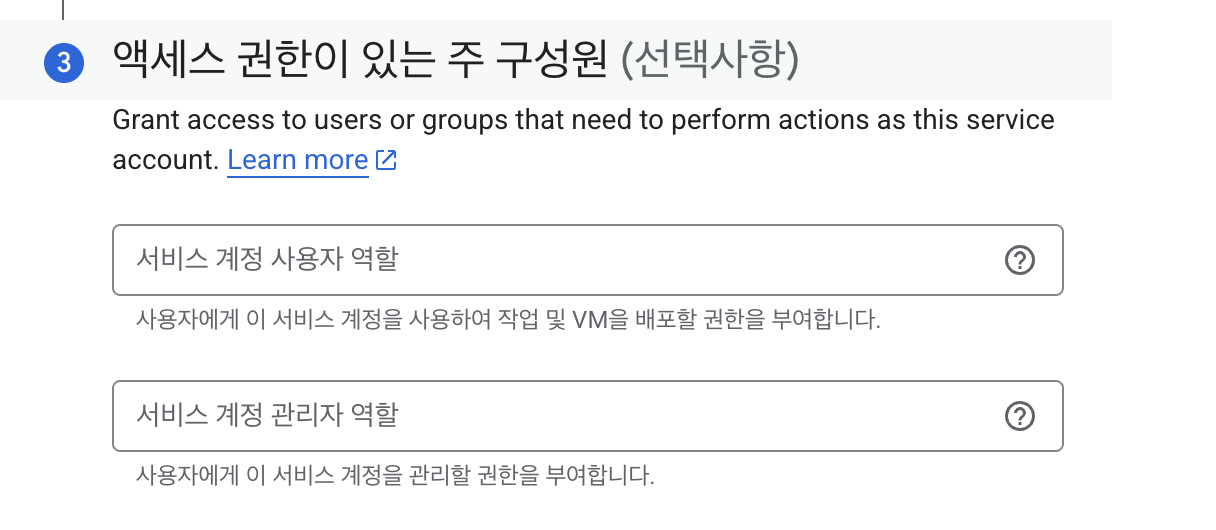 3 액세스 권한이 있는 주 구성원 (선택사항)
Grant access to users or groups that need to perform actions as this service
account. Learn more
서비스 계정 사용자 역할
사용자에게 이 서비스 계정을 사용하여 작업 및 VM을 배포할 권한을 부여합니다.
서비스 계정 관리자 역할
사용자에게 이 서비스 계정을 관리할 권한을 부여합니다.